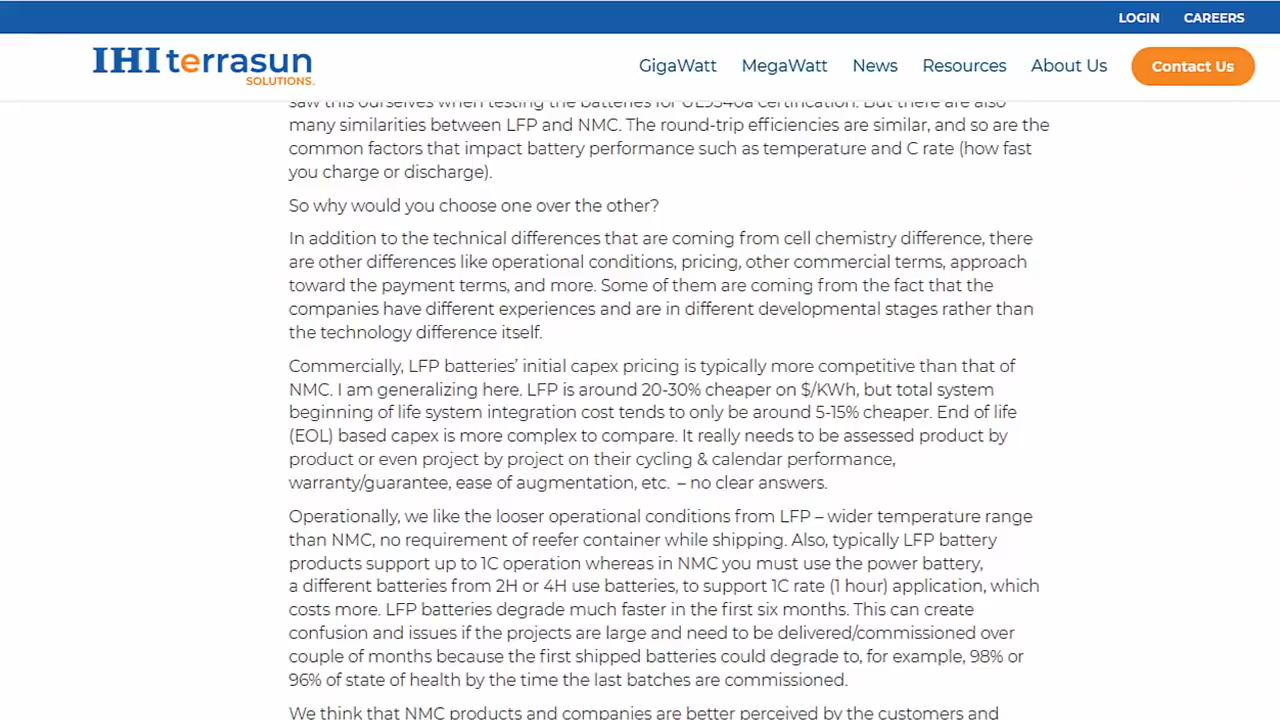 LOGIN CAREERS
IHI terrasun
SOLUTIONS.
GigaWatt MegaWatt News Resources About Us Contact Us
saw this ourselves when testing the batteries for UL9540a certification. But there are also
many similarities between LFP and NMC. The round-trip efficiencies are similar, and so are the
common factors that impact battery performance such as temperature and C rate (how fast
you charge or discharge).
So why would you choose one over the other?
In addition to the technical differences that are coming from cell chemistry difference, there
are other differences like operational conditions, pricing, other commercial terms, approach
toward the payment terms, and more. Some of them are coming from the fact that the
companies have different experiences and are in different developmental stages rather than
the technology difference itself.
Commercially, LFP batteries’ initial capex pricing is typically more competitive than that of
NMC. I am generalizing here. LFP is around 20-30% cheaper on $/KWh, but total system
beginning of life system integration cost tends to only be around 5-15% cheaper. End of life
(EOL) based capex is more complex to compare. It really needs to be assessed product by
product or even project by project on their cycling & calendar performance,
warranty/guarantee, ease of augmentation, etc. – no clear answers.
Operationally, we like the looser operational conditions from LFP – wider temperature range
than NMC, no requirement of reefer container while shipping. Also, typically LFP battery
products support up to 1C operation whereas in NMC you must use the power battery,
a different batteries from 2H or 4H use batteries, to support 1C rate (1 hour) application, which
costs more. LFP batteries degrade much faster in the first six months. This can create
confusion and issues if the projects are large and need to be delivered/commissioned over
couple of months because the first shipped batteries could degrade to, for example, 98% or
96% of state of health by the time the last batches are commissioned.
We think that NMC products and companies are better perceived by the customers and